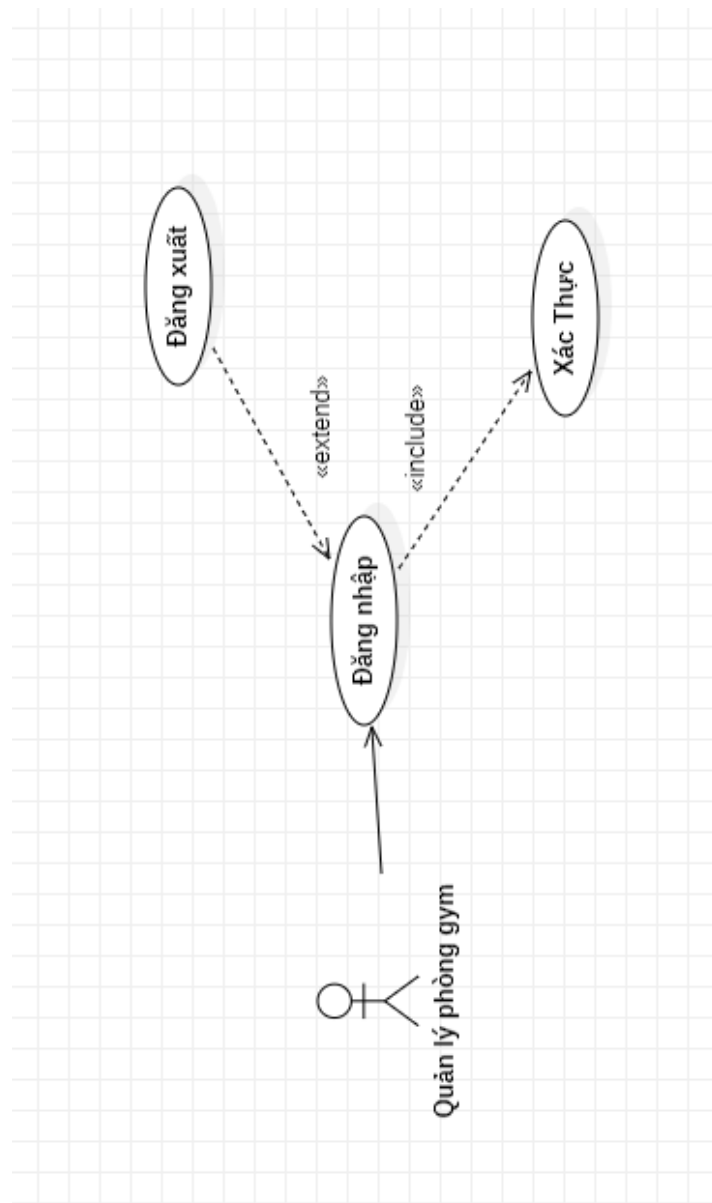 Đăng xuất
«extend»
Đăng nhập
«include»
Xác Thực
Quản lý phòng gym